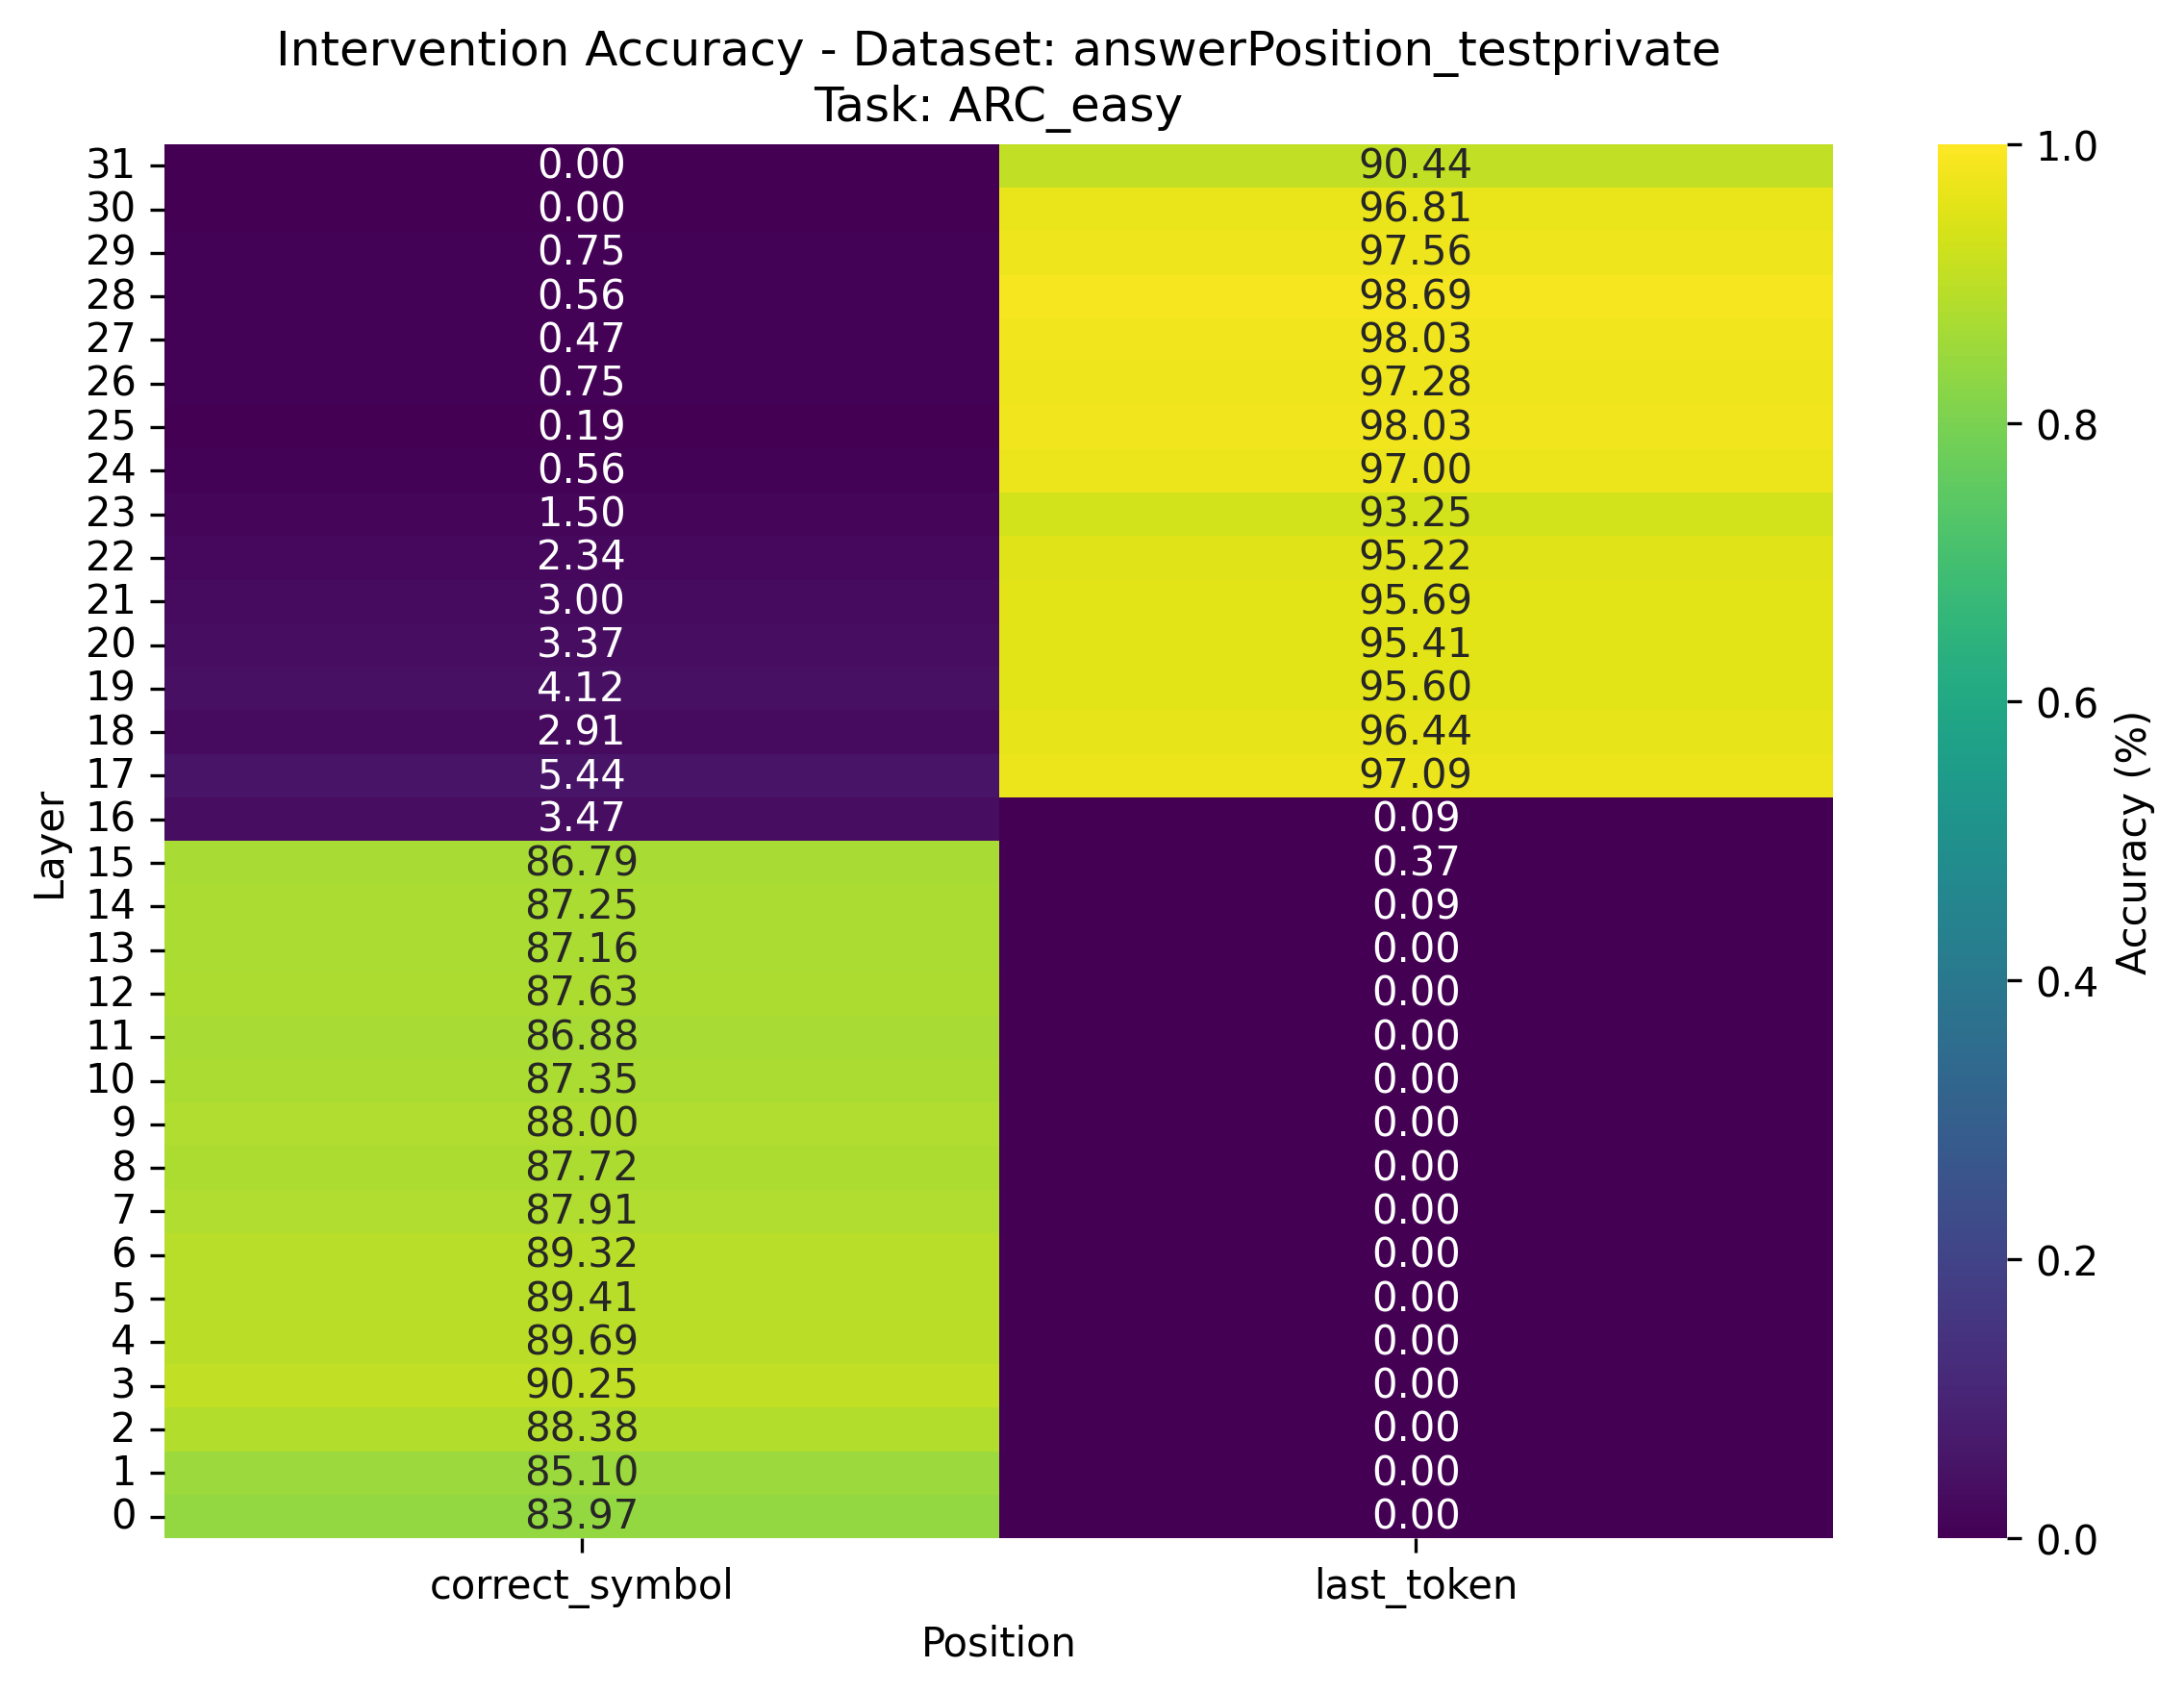 Intervention Accuracy - Dataset: answerPosition_testprivate
Task: ARC_easy
31 0.00 90.44
30 0.00 96.81
29 0.75 97.56
28 0.56 98.69
27 0.47 98.03
26 0.75 97.28
25 0.19 98.03
24 0.56 97.00
23 1.50 93.25
22 2.34 95.22
21 3.00 95.69
20 3.37 95.41
19 4.12 95.60
18 2.91 96.44
17 5.44 97.09
16 3.47 0.09
15 86.79 0.37
14 87.25 0.09
13 87.16 0.00
12 87.63 0.00
11 86.88 0.00
10 87.35 0.00
9 88.00 0.00
8 87.72 0.00
7 87.91 0.00
6 89.32 0.00
5 89.41 0.00
4 89.69 0.00
3 90.25 0.00
2 88.38 0.00
1 85.10 0.00
0 83.97 0.00
correct_symbol last_token
Position
Layer
1.0
0.8
0.6
0.4
0.2
0.0
Accuracy (%)